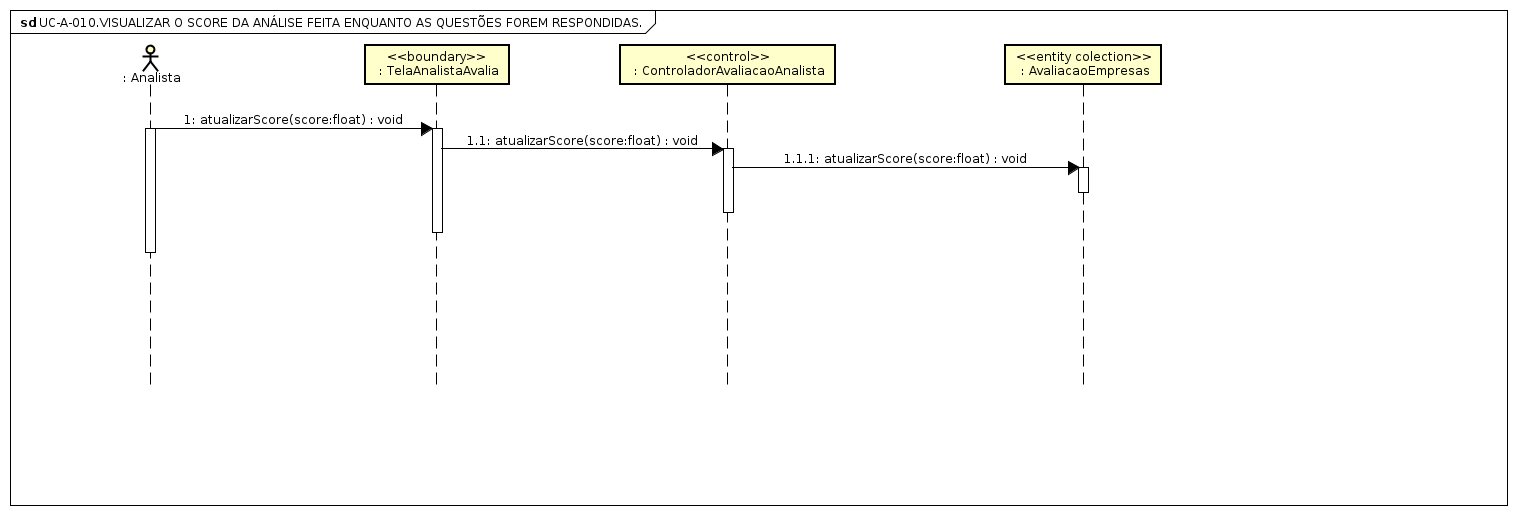 sd UC-A-010.VISUALIZAR O SCORE DA ANÁLISE FEITA ENQUANTO AS QUESTÕES FOREM RESPONDIDAS.
: Analista
<<boundary>>
: TelaAnalistaAvalia
<<control>>
: ControladorAvaliacaoAnalista
<<entity colection>>
: AvaliacaoEmpresas
1: atualizarScore(score:float) : void
1.1: atualizarScore(score:float) : void
1.1.1: atualizarScore(score:float) : void